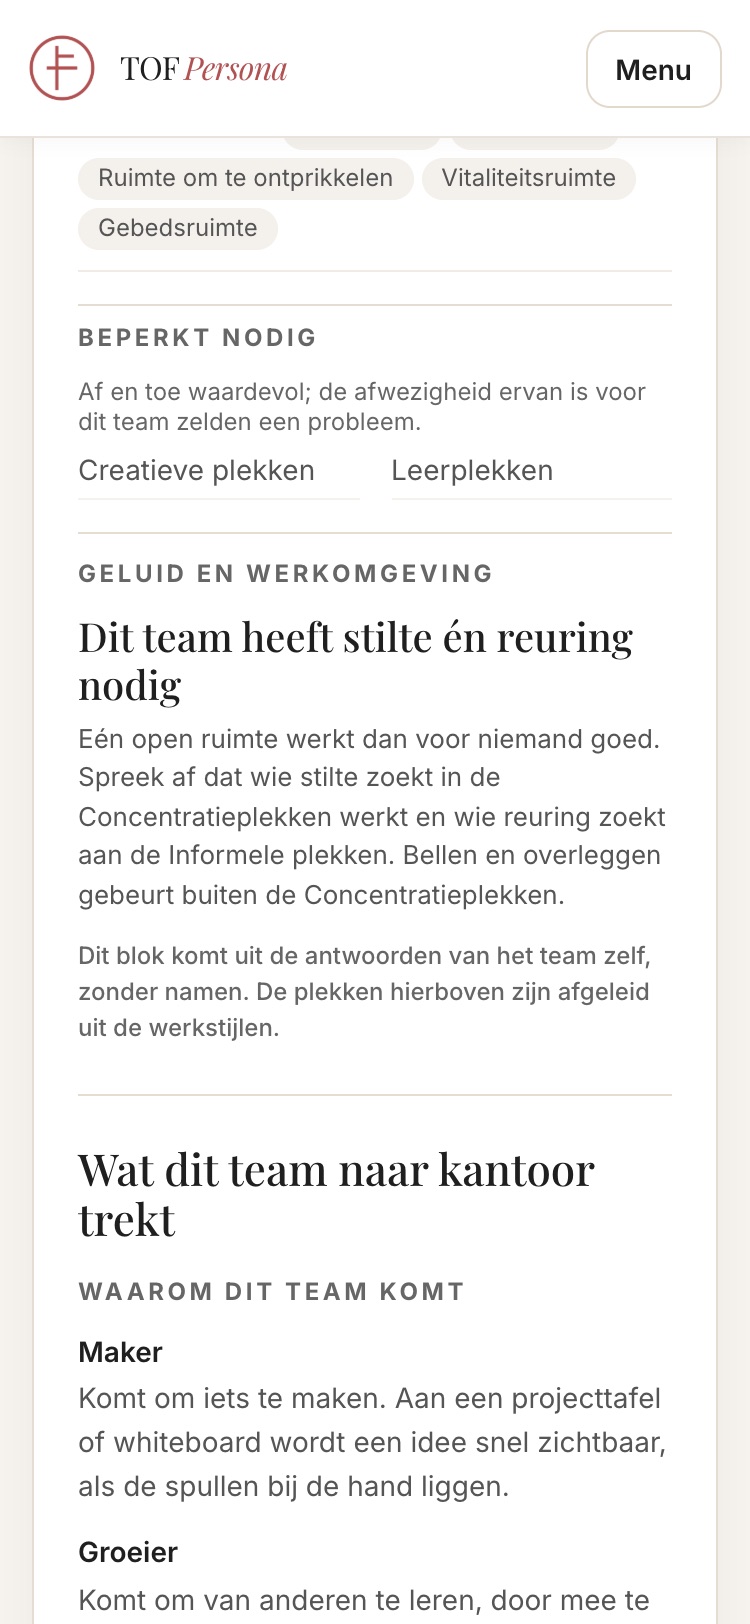 TOF Persona
Menu
Ruimte om te ontprikkelen
Vitaliteitsruimte
Gebedsruimte
BEPERKT NODIG
Af en toe waardevol; de afwezigheid ervan is voor
dit team zelden een probleem.
Creatieve plekken
Leerplekken
GELUID EN WERKOMGEVING
Dit team heeft stilte én reuring
nodig
Eén open ruimte werkt dan voor niemand goed.
Spreek af dat wie stilte zoekt in de
Concentratieplekken werkt en wie reuring zoekt
aan de Informele plekken. Bellen en overleggen
gebeurt buiten de Concentratieplekken.
Dit blok komt uit de antwoorden van het team zelf,
zonder namen. De plekken hierboven zijn afgeleid
uit de werkstijlen.
Wat dit team naar kantoor
trekt
WAAROM DIT TEAM KOMT
Maker
Komt om iets te maken. Aan een projecttafel
of whiteboard wordt een idee snel zichtbaar,
als de spullen bij de hand liggen.
Groeier
Komt om van anderen te leren, door mee te